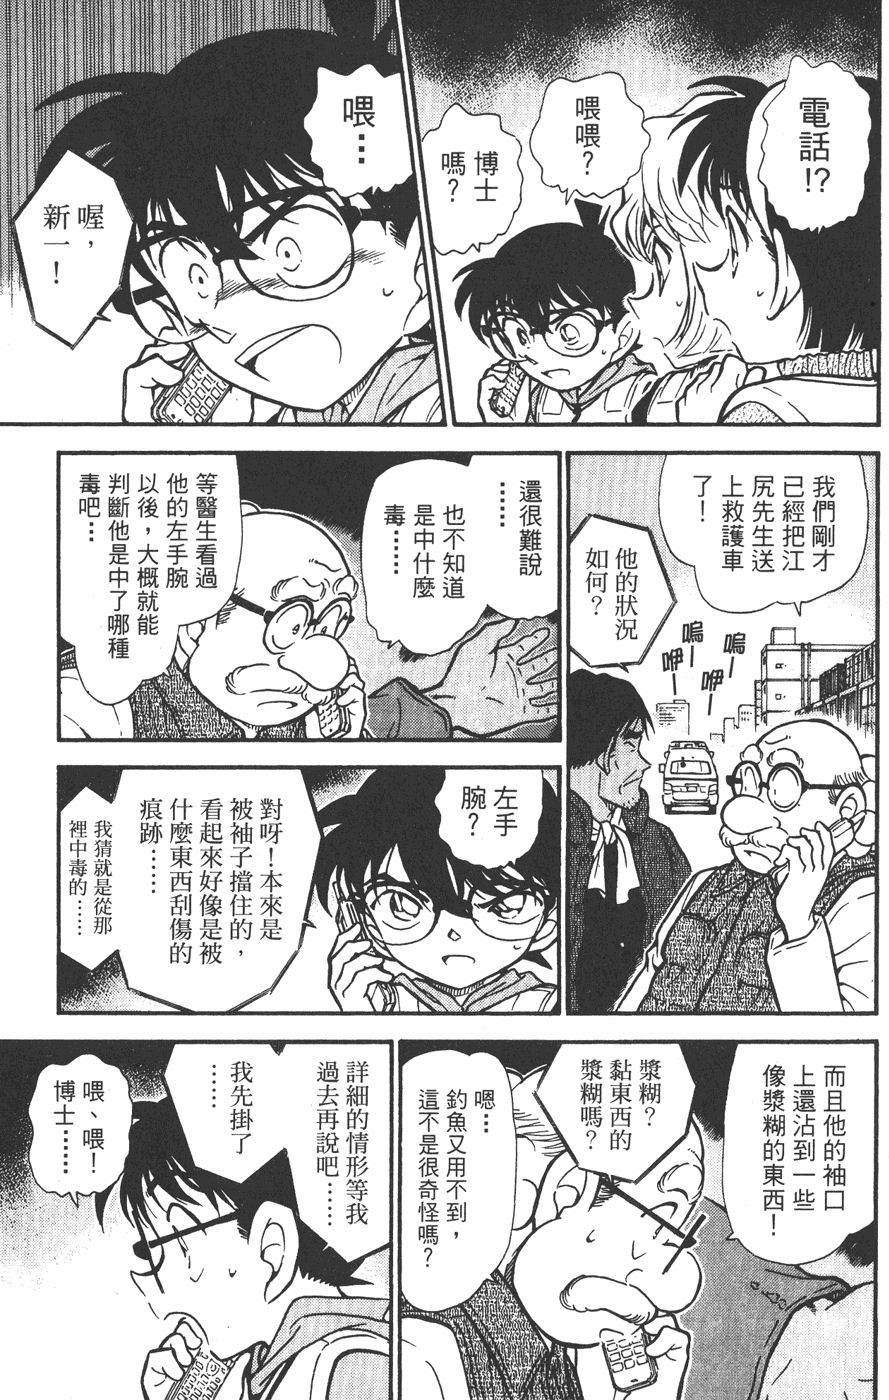 電話!?
喂喂?
博士
嗎?
喂…
喔,
新一!
我們剛才
已經把江
尻先生送
上救護車
了!
他的狀況
如何?
嗚—
咿—
嗚—
咿—
還很難說
……
也不知道
是中什麼
毒……
等醫生看過
他的左手腕
以後,大概就能
判斷他是中了哪種
毒吧…
左手
腕?
對呀!本來是
被袖子擋住的,
看起來好像是被
什麼東西刮傷的
痕跡……
我猜就是從那
裡中毒的……
而且他的袖口
上還沾到一些
像漿糊的東西!
漿糊?
黏東西的
漿糊嗎?
嗯…
釣魚又用不到,
這不是很奇怪嗎?
詳細的情形等我
過去再說吧……
我先掛了
……
喂、喂!
博士……